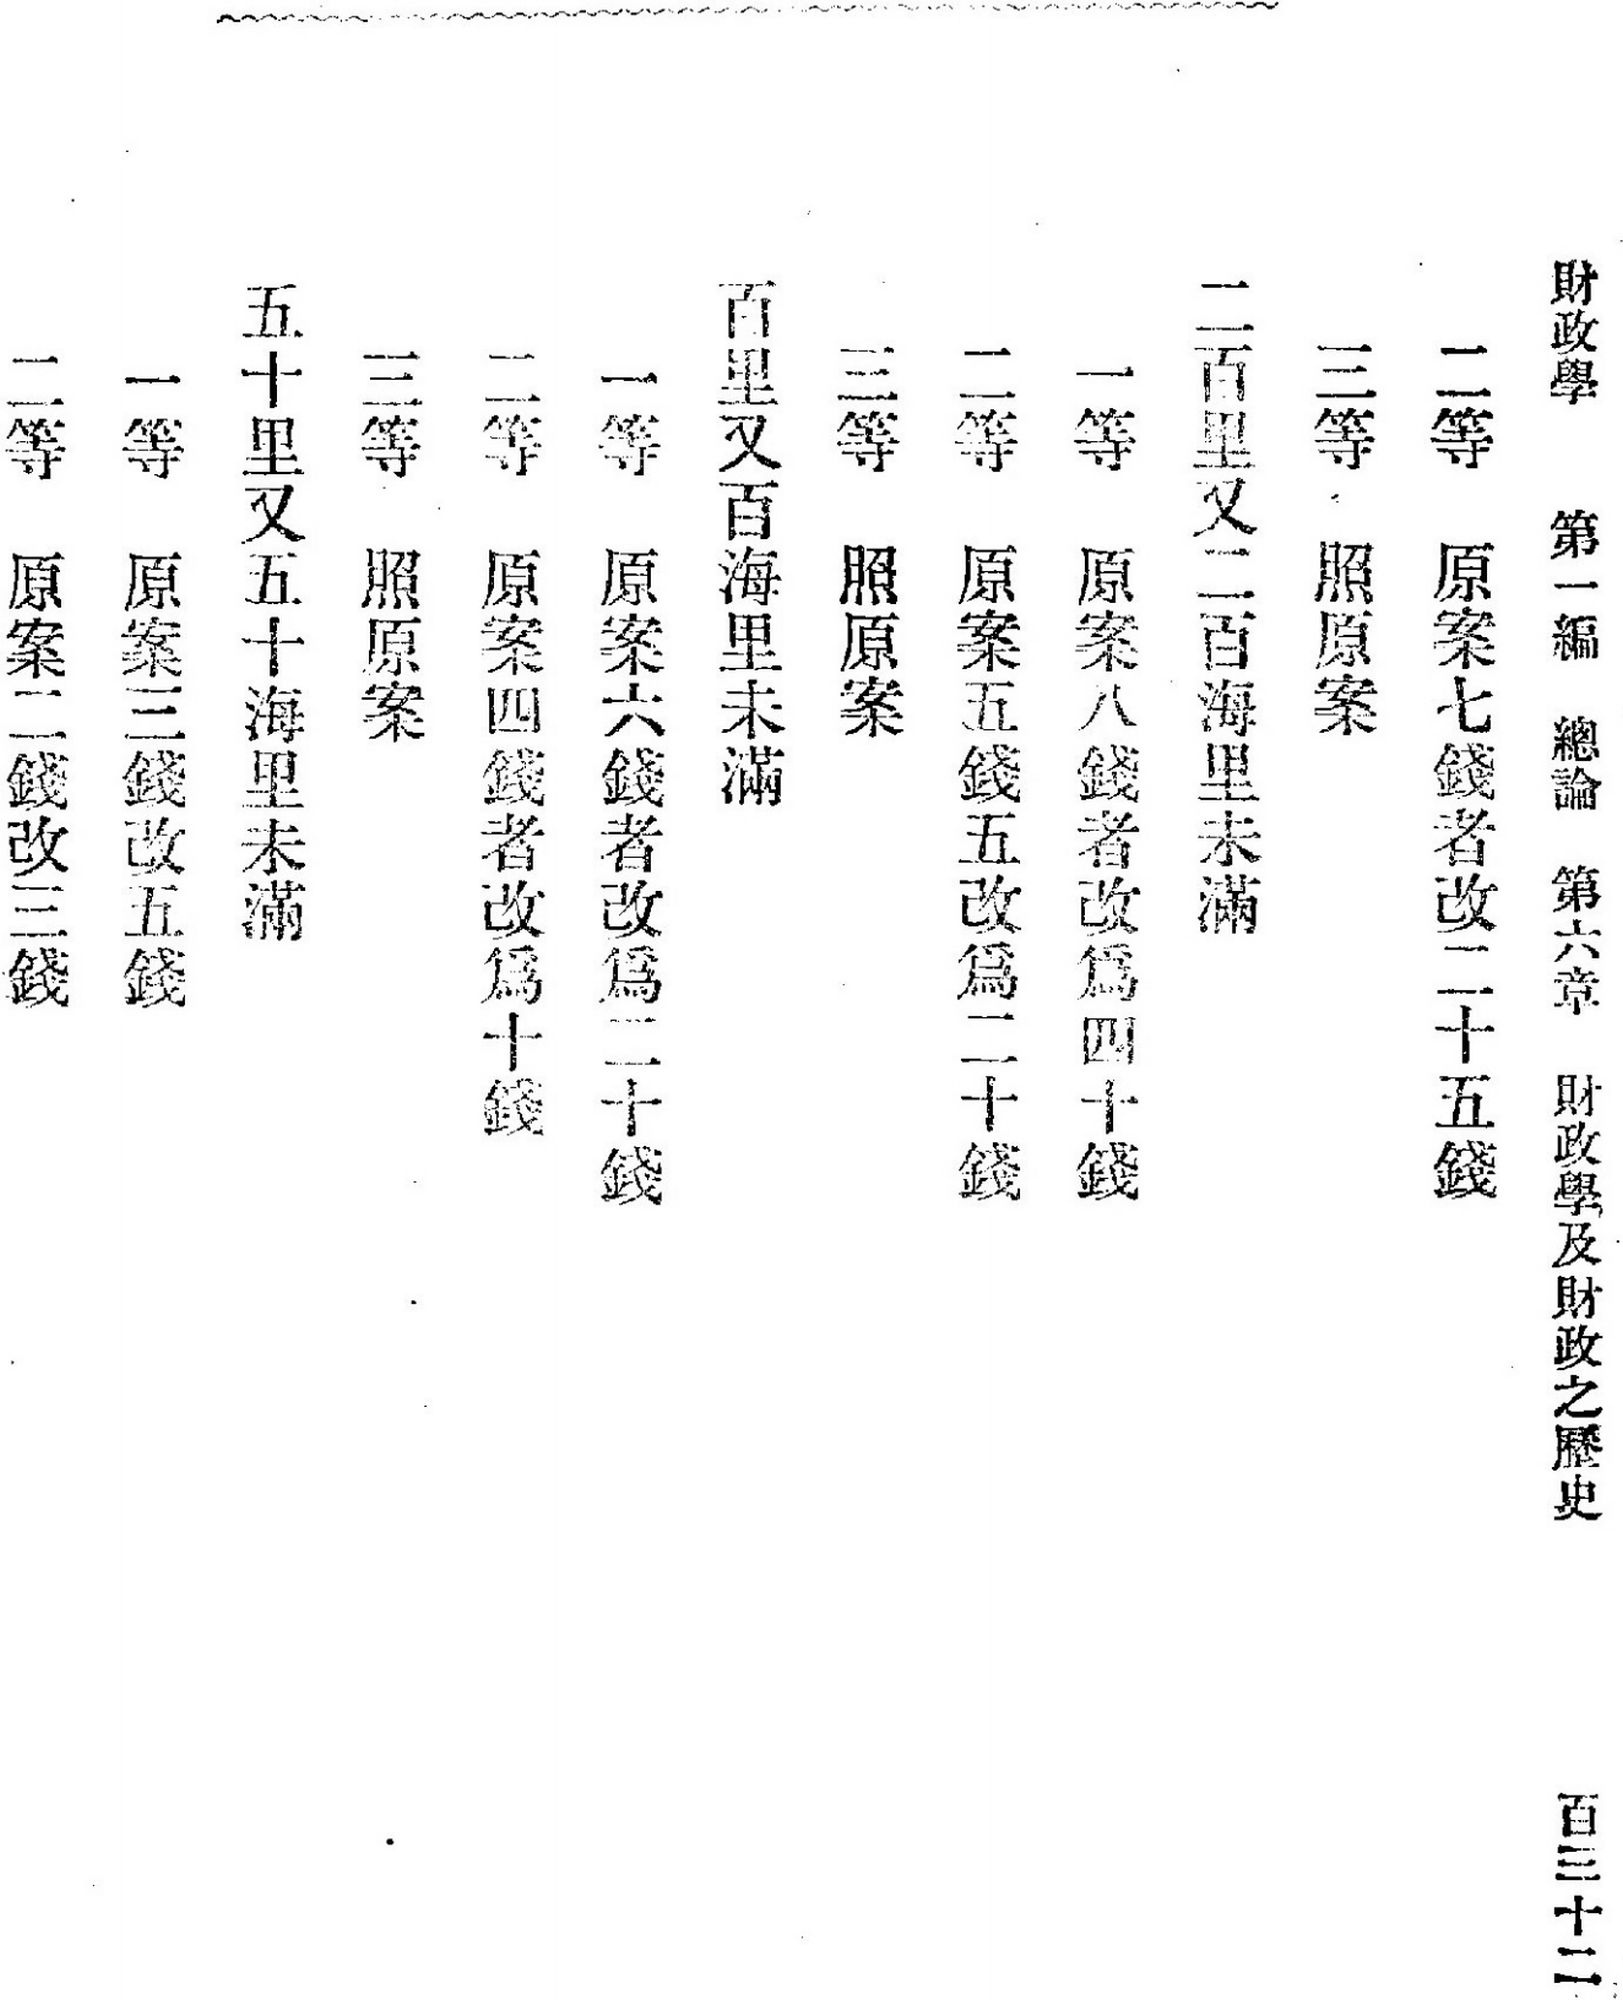 財政學 第一編 總論 第六章 財政學及財政之歷史 百三十二
二等 原案七錢者改二十五錢
三等 照原案
二百里又二百海里未滿
一等 原案八錢者改爲四十錢
二等 原案五錢五改爲二十錢
三等 照原案
百里又百海里未滿
一等 原案六錢者改爲二十錢
二等 原案四錢者改爲十錢
三等 照原案
五十里又五十海里未滿
一等 原案三錢改五錢
二等 原案二錢改三錢